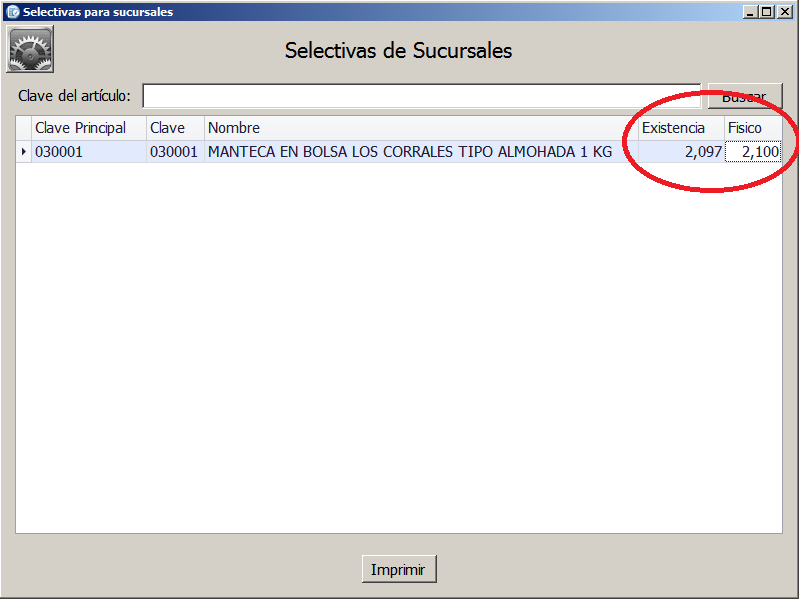 Selectivas para sucursales
Selectivas de Sucursales
Clave del artículo: Buscar
Clave Principal Clave Nombre Existencia Fisico
030001 030001 MANTECA EN BOLSA LOS CORRALES TIPO ALMOHADA 1 KG 2,097 2,100
Imprimir